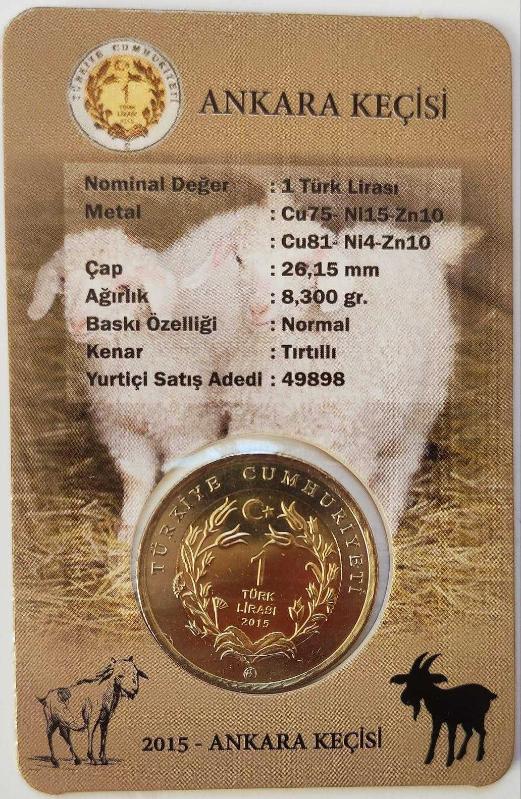 TÜRKİYE CUMHURİYETİ
1
TÜRK
LİRASI
2015
ANKARA KEÇİSİ
Nominal Değer : 1 Türk Lirası
Metal : Cu75- Ni15-Zn10
: Cu81- Ni4-Zn10
Çap : 26,15 mm
Ağırlık : 8,300 gr.
Baskı Özelliği : Normal
Kenar : Tırtıllı
Yurtiçi Satış Adedi : 49898
TÜRKİYE CUMHURİYETİ
1
TÜRK
LİRASI
2015
2015 - ANKARA KEÇİSİ